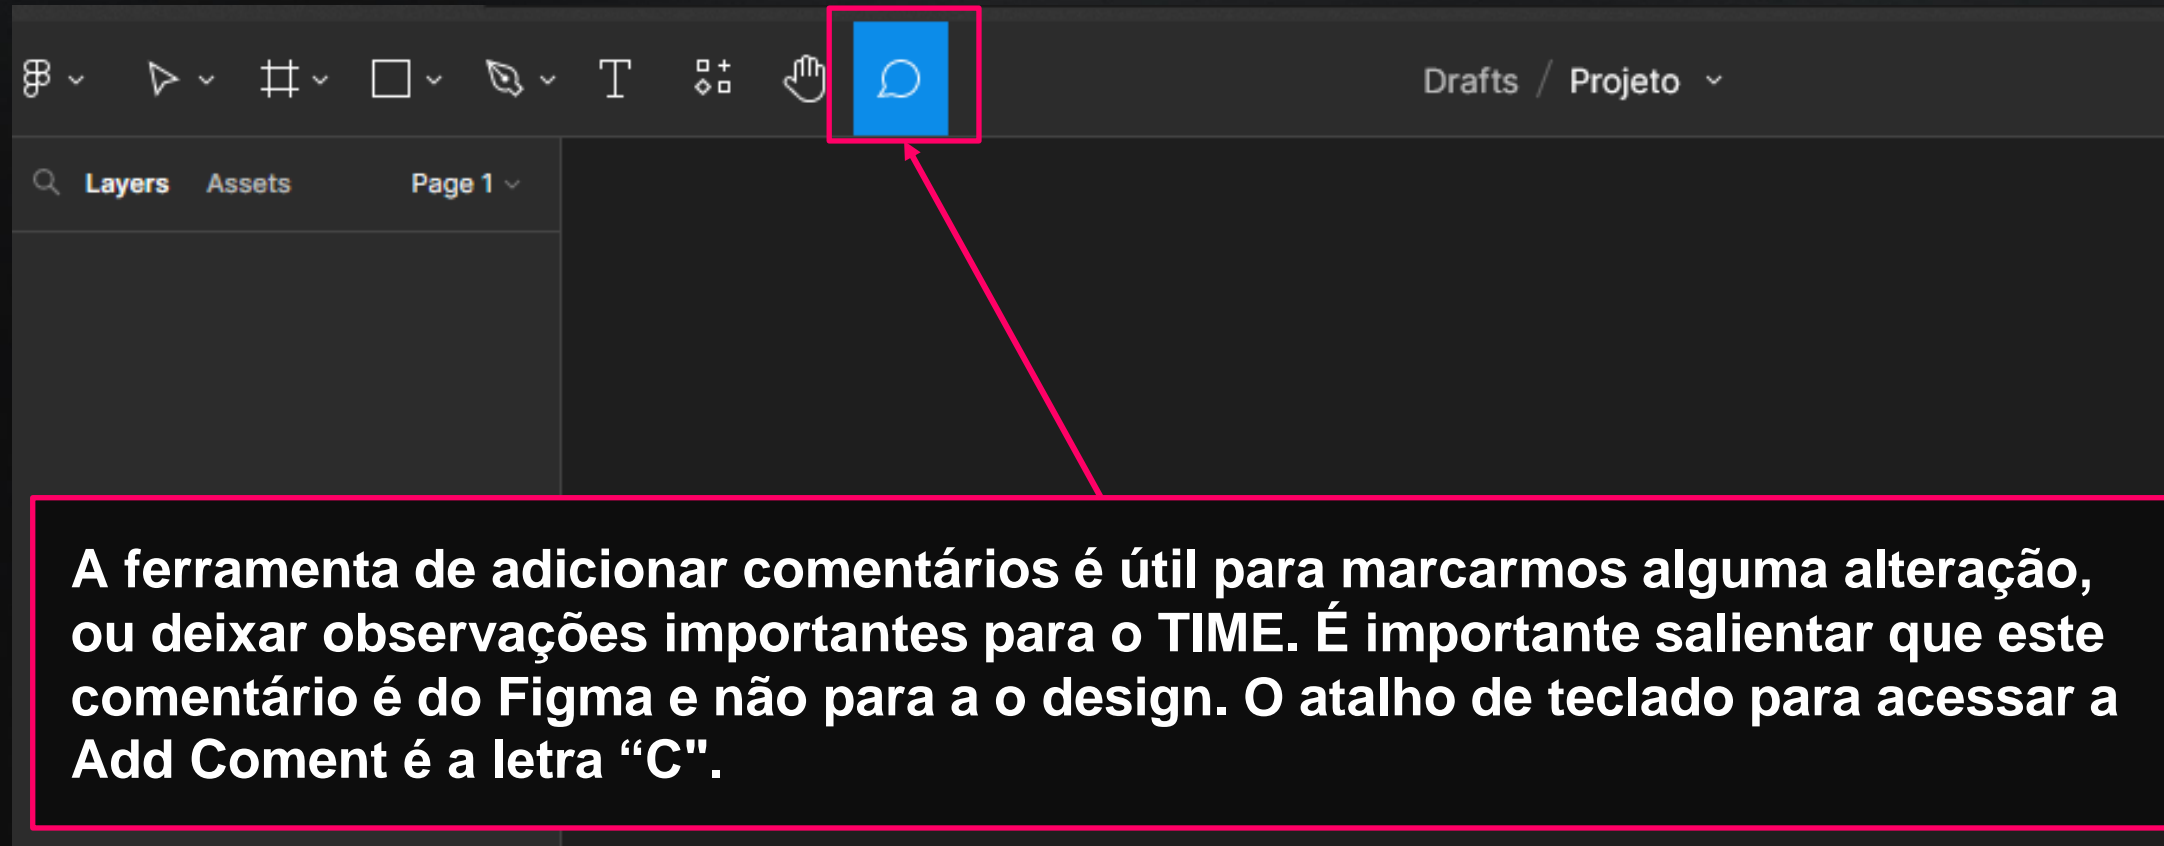 Drafts / Projeto
Layers Assets Page 1
A ferramenta de adicionar comentários é útil para marcarmos alguma alteração,
ou deixar observações importantes para o TIME. É importante salientar que este
comentário é do Figma e não para a o design. O atalho de teclado para acessar a
Add Coment é a letra “C".